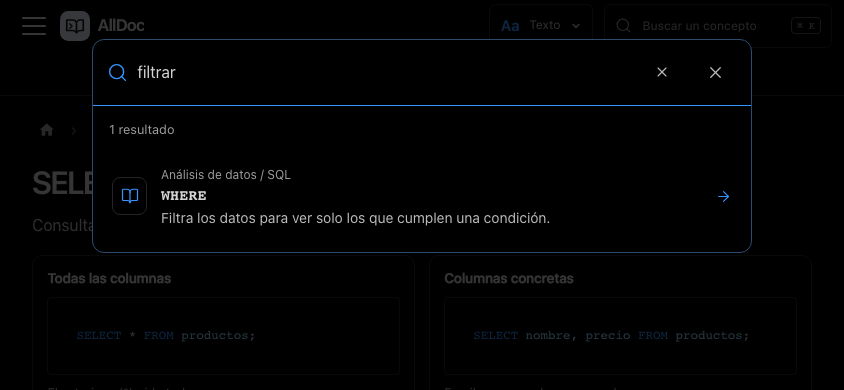 AllDoc
Aa Texto
Buscar un concepto
⌘ K
filtrar
1 resultado
Análisis de datos / SQL
WHERE
Filtra los datos para ver solo los que cumplen una condición.
Consulta
Todas las columnas
SELECT * FROM productos;
Columnas concretas
SELECT nombre, precio FROM productos;